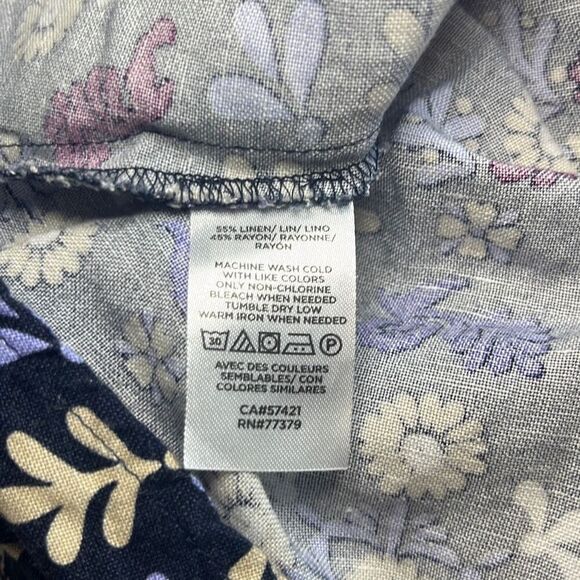 55% LINEN/ LIN/ LINO
45% RAYON/ RAYONNE/
RAYÓN
MACHINE WASH COLD
WITH LIKE COLORS
ONLY NON-CHLORINE
BLEACH WHEN NEEDED
TUMBLE DRY LOW
WARM IRON WHEN NEEDED
30 P
AVEC DES COULEURS
SEMBLABLES/ CON
COLORES SIMILARES
CA#57421
RN#77379